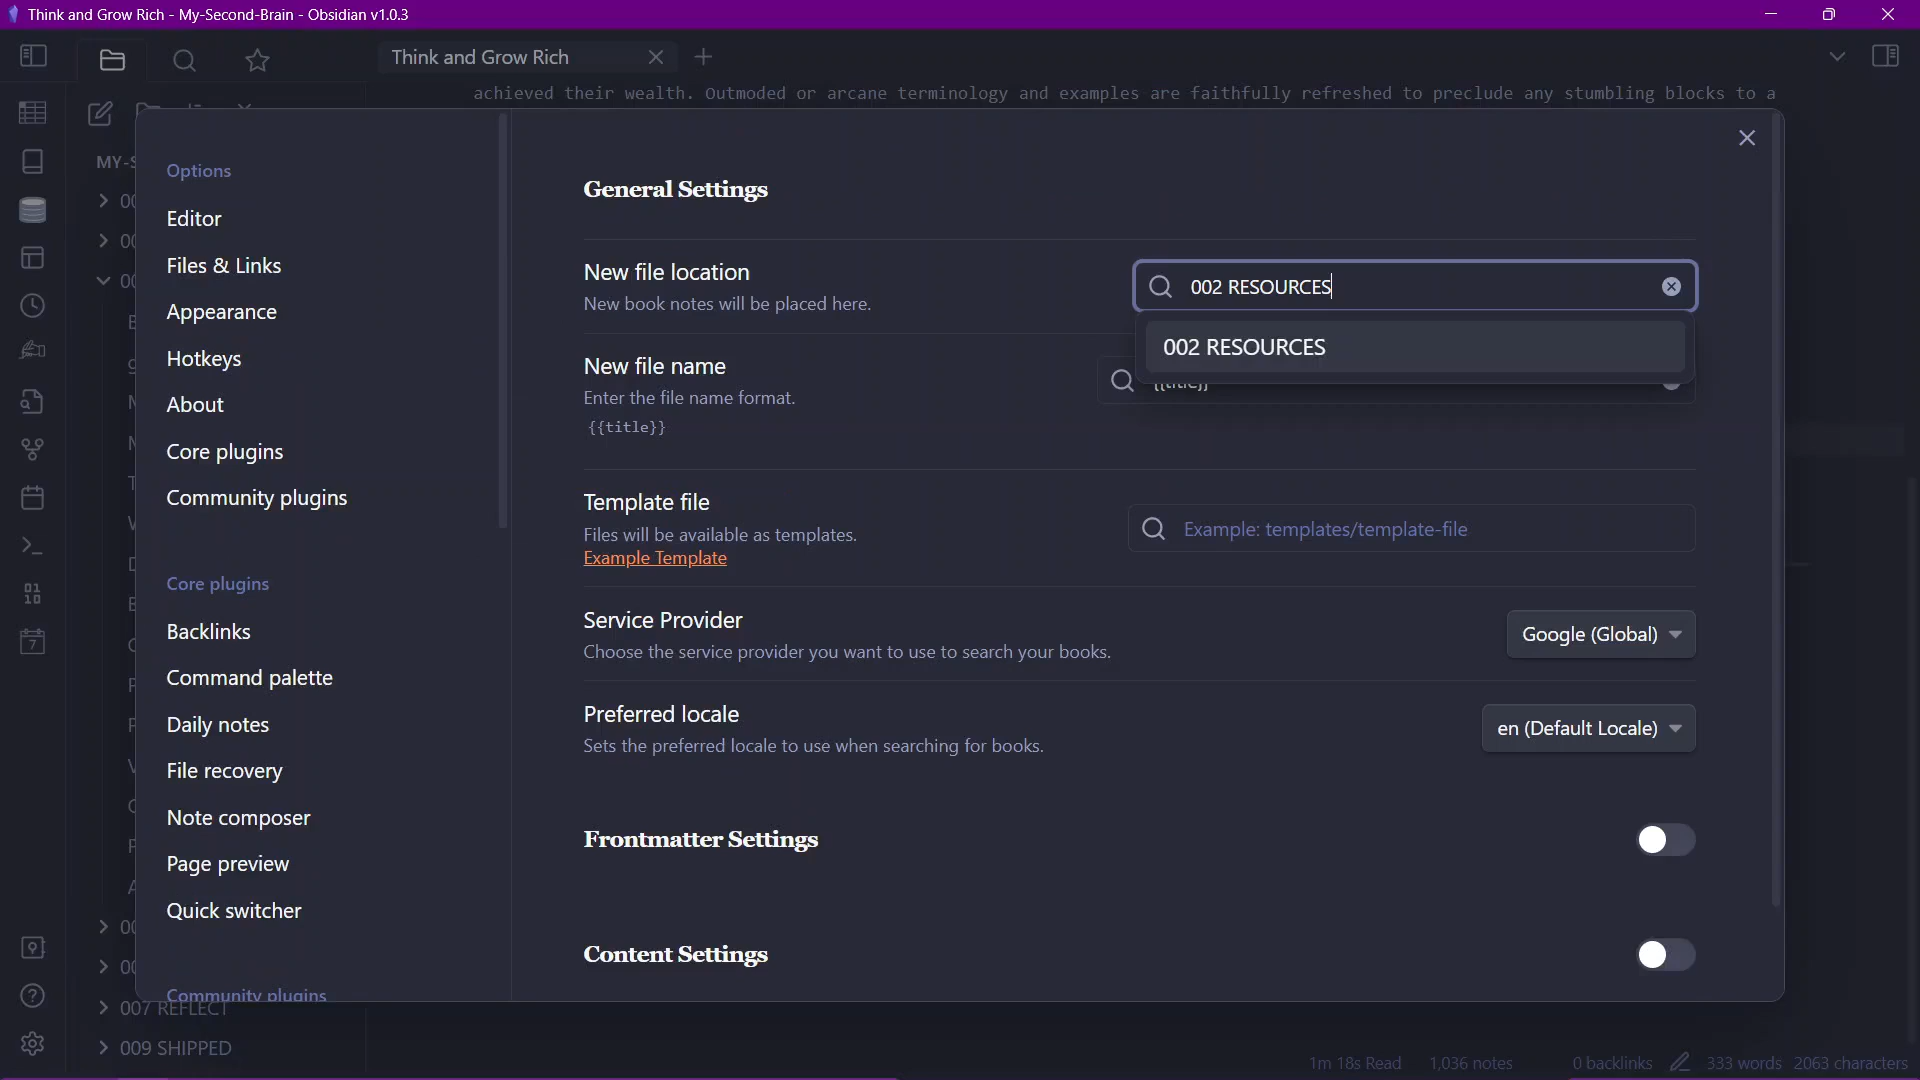 Think and Grow Rich - My-Second-Brain - Obsidian v1.0.3
Think and Grow Rich
achieved their wealth. Outmoded or arcane terminology and examples are faithfully refreshed to preclude any stumbling blocks to a
Options
Editor
Files & Links
Appearance
Hotkeys
About
Core plugins
Community plugins
Core plugins
Backlinks
Command palette
Daily notes
File recovery
Note composer
Page preview
Quick switcher
Community plugins
007 REFLECT
009 SHIPPED
General Settings
New file location
New book notes will be placed here.
002 RESOURCES
002 RESOURCES
New file name
Enter the file name format.
{{title}}
{{title}}
Template file
Files will be available as templates.
Example Template
Example: templates/template-file
Service Provider
Choose the service provider you want to use to search your books.
Google (Global)
Preferred locale
Sets the preferred locale to use when searching for books.
en (Default Locale)
Frontmatter Settings
Content Settings
1m 18s Read 1,036 notes 0 backlinks 333 words 2063 characters